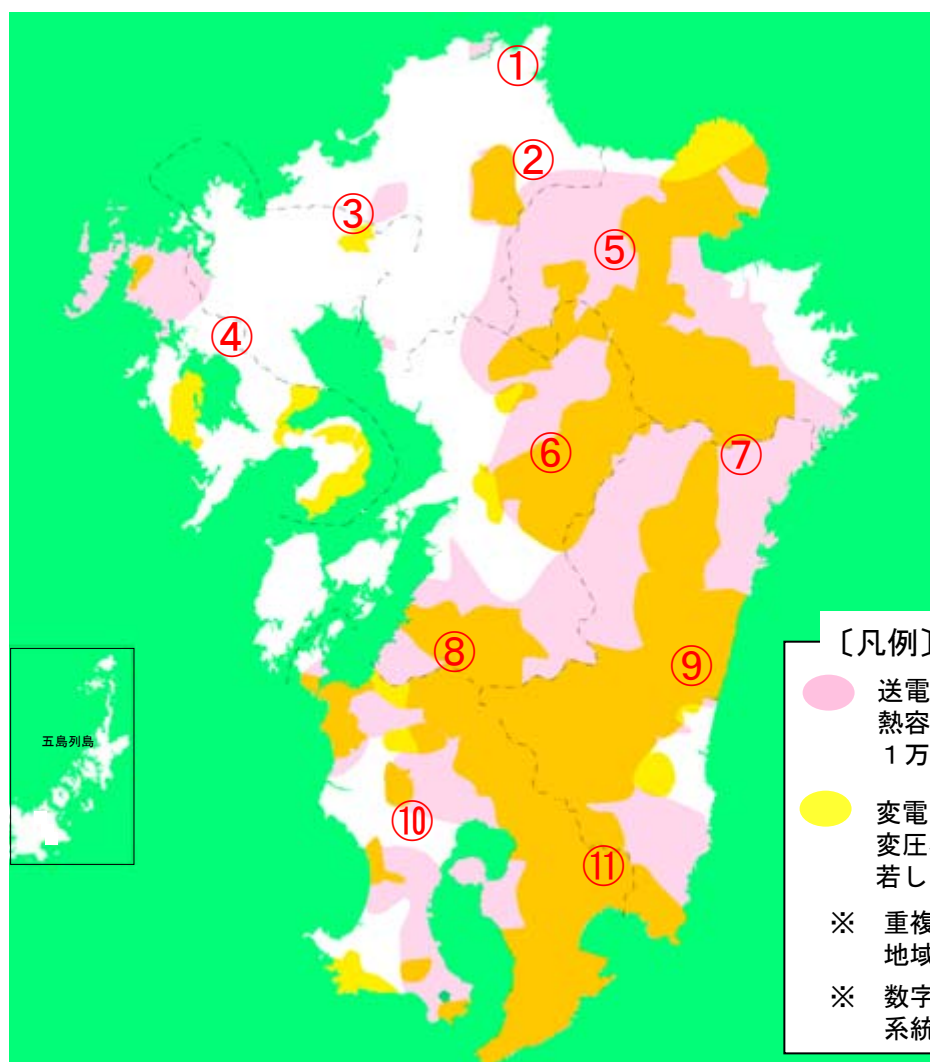 ①
②
③
⑤
④
⑥
⑦
⑧
⑨
五島列島
⑩
⑪
〔凡例〕
送電
熱容
１万
変電
変圧
若し
※ 重複
地域
※ 数字
系統